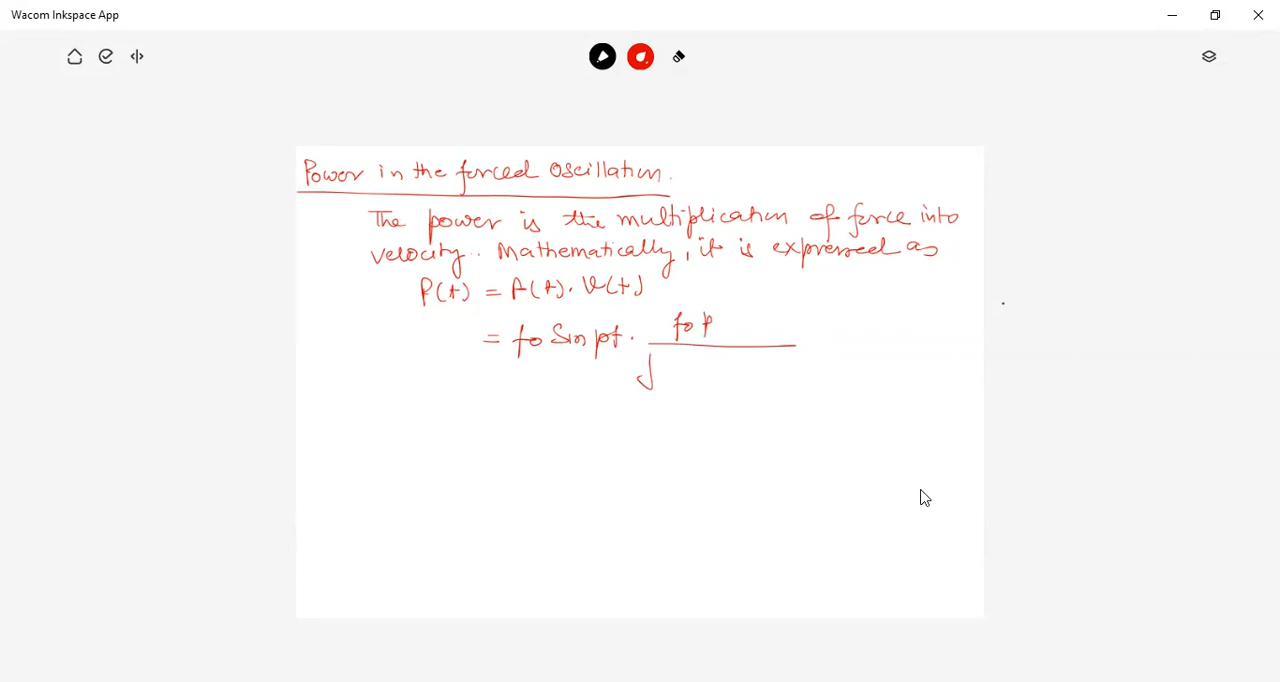 Wacom Inkspace App
Power in the forced oscillation.
The power is the multiplication of force into
velocity. Mathematically, it is expressed as
P(t) = F(t). V(t)
= fo Sin pt . fo p / √